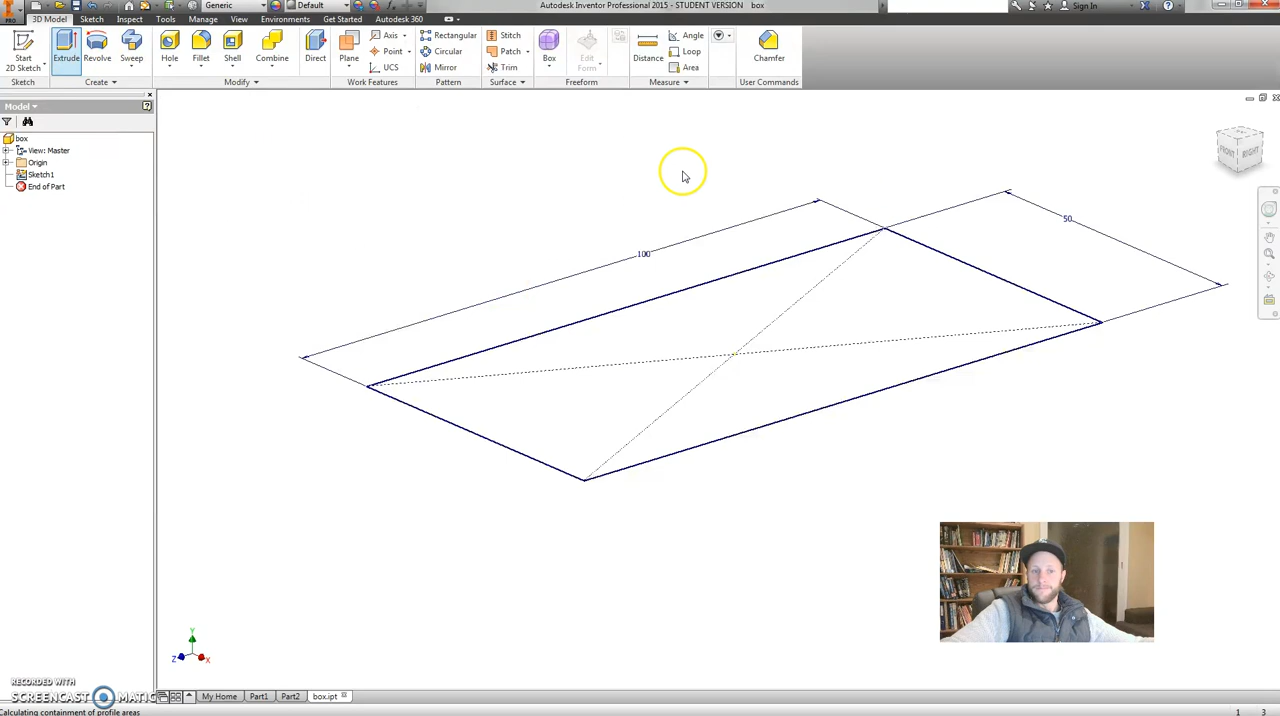 Generic
Default
Autodesk Inventor Professional 2015 - STUDENT VERSION box
Sign In
PRO
3D Model
Sketch
Inspect
Tools
Manage
View
Environments
Get Started
Autodesk 360
Start
2D Sketch
Extrude
Revolve
Sweep
Hole
Fillet
Shell
Combine
Direct
Plane
Axis
Point
UCS
Rectangular
Circular
Mirror
Stitch
Patch
Trim
Box
Edit
Form
Distance
Angle
Loop
Area
Chamfer
Sketch
Create
Modify
Work Features
Pattern
Surface
Freeform
Measure
User Commands
Model
box
View: Master
Origin
Sketch1
End of Part
FRONT
RIGHT
100
50
Y
Z
X
RECORDED WITH
SCREENCAST MATIC
My Home
Part1
Part2
box.ipt
Calculating containment of profile areas
1
3